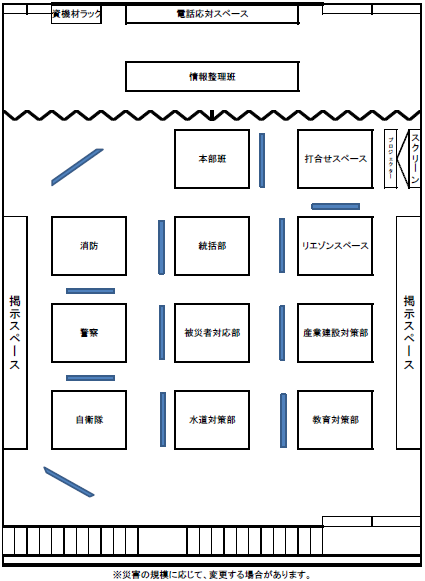 資機材ラック
電話応対スペース
情報整理班
本部班
打合せスペース
プロジェクター
スクリーン
消防
統括部
リエゾンスペース
掲示スペース
掲示スペース
警察
被災者対応部
産業建設対策部
自衛隊
水道対策部
教育対策部
※災害の規模に応じて、変更する場合があります。